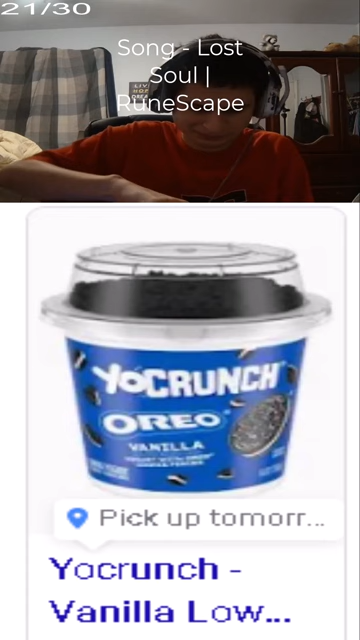 21/30
Song - Lost
Soul |
RuneScape
YoCRUNCH
OREO
VANILLA
Pick up tomorr...
Yocrunch -
Vanilla Low...